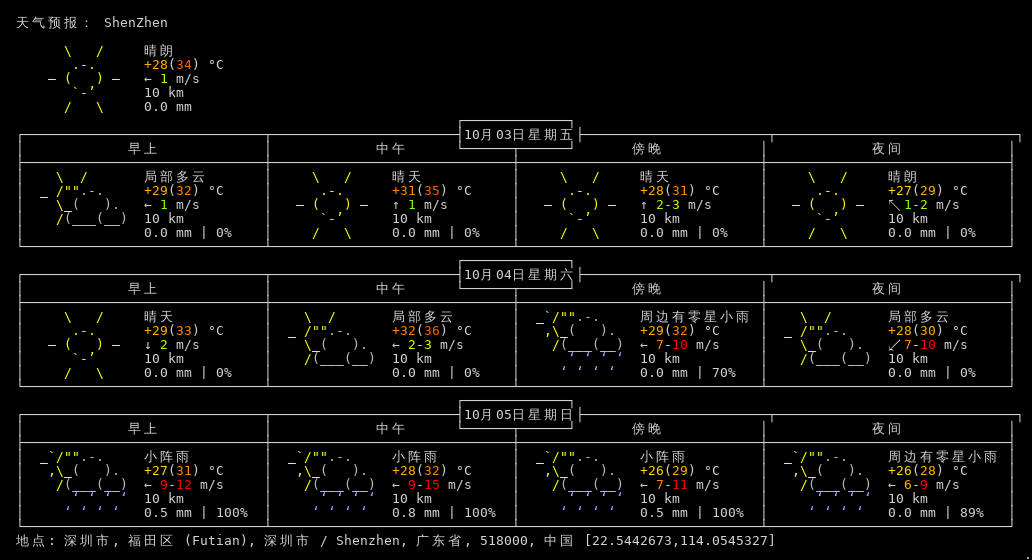 天气预报: ShenZhen
晴朗
+28(34) °C
← 1 m/s
10 km
0.0 mm
10月03日星期五
早上 中午 傍晚 夜间
局部多云 晴天 晴天 晴朗
+29(32) °C +31(35) °C +28(31) °C +27(29) °C
← 1 m/s ↑ 1 m/s ↑ 2-3 m/s ↖ 1-2 m/s
10 km 10 km 10 km 10 km
0.0 mm | 0% 0.0 mm | 0% 0.0 mm | 0% 0.0 mm | 0%
10月04日星期六
早上 中午 傍晚 夜间
晴天 局部多云 周边有零星小雨 局部多云
+29(33) °C +32(36) °C +29(32) °C +28(30) °C
↓ 2 m/s ← 2-3 m/s ← 7-10 m/s ↙ 7-10 m/s
10 km 10 km 10 km 10 km
0.0 mm | 0% 0.0 mm | 0% 0.0 mm | 70% 0.0 mm | 0%
10月05日星期日
早上 中午 傍晚 夜间
小阵雨 小阵雨 小阵雨 周边有零星小雨
+27(31) °C +28(32) °C +26(29) °C +26(28) °C
← 9-12 m/s ← 9-15 m/s ← 7-11 m/s ← 6-9 m/s
10 km 10 km 10 km 10 km
0.5 mm | 100% 0.8 mm | 100% 0.5 mm | 100% 0.0 mm | 89%
地点: 深圳市, 福田区 (Futian), 深圳市 / Shenzhen, 广东省, 518000, 中国 [22.5442673,114.0545327]